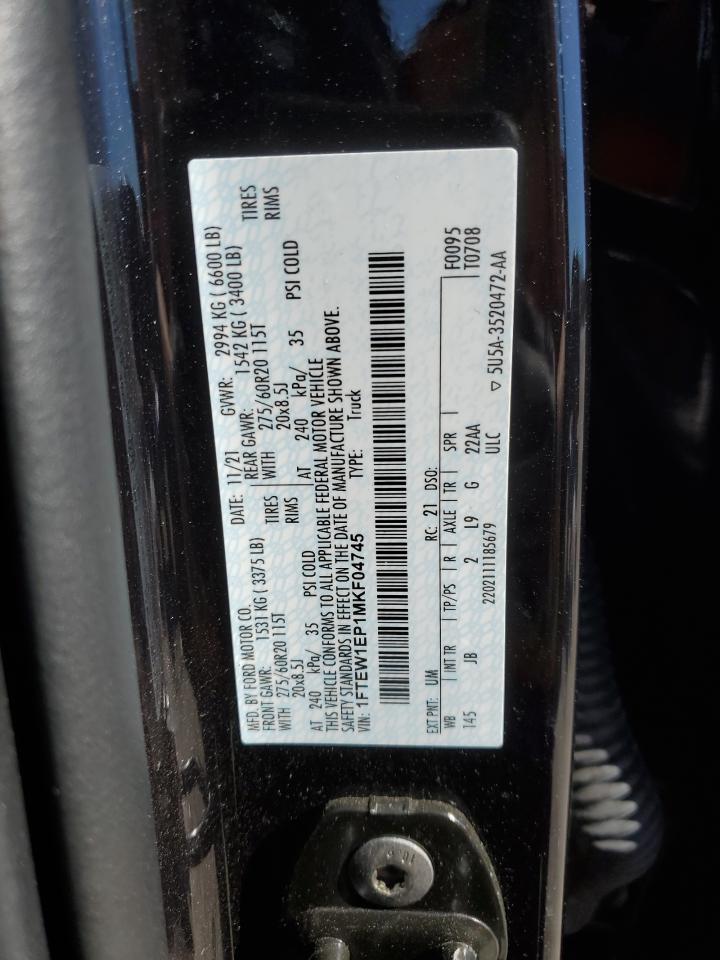 MFD. BY FORD MOTOR CO.
DATE: 11/21
GVWR: 2994 KG ( 6600 LB)
FRONT GAWR: 1531 KG ( 3375 LB)
REAR GAWR: 1542 KG ( 3400 LB)
WITH 275/60R20 115T TIRES
WITH 275/60R20 115T TIRES
20x8.5J RIMS
20x8.5J RIMS
AT 240 kPa/ 35 PSI COLD
AT 240 kPa/ 35 PSI COLD
THIS VEHICLE CONFORMS TO ALL APPLICABLE FEDERAL MOTOR VEHICLE
SAFETY STANDARDS IN EFFECT ON THE DATE OF MANUFACTURE SHOWN ABOVE.
VIN: 1FTEW1EP1MKF04745
TYPE: Truck
EXT PNT: UM RC: 21 DSO: F0095
WB INT TR TP/PS R AXLE TR SPR T0708
145 JB 2 L9 G 22AA
2202111185679 ULC ▽ 5U5A-3520472-AA
10.9